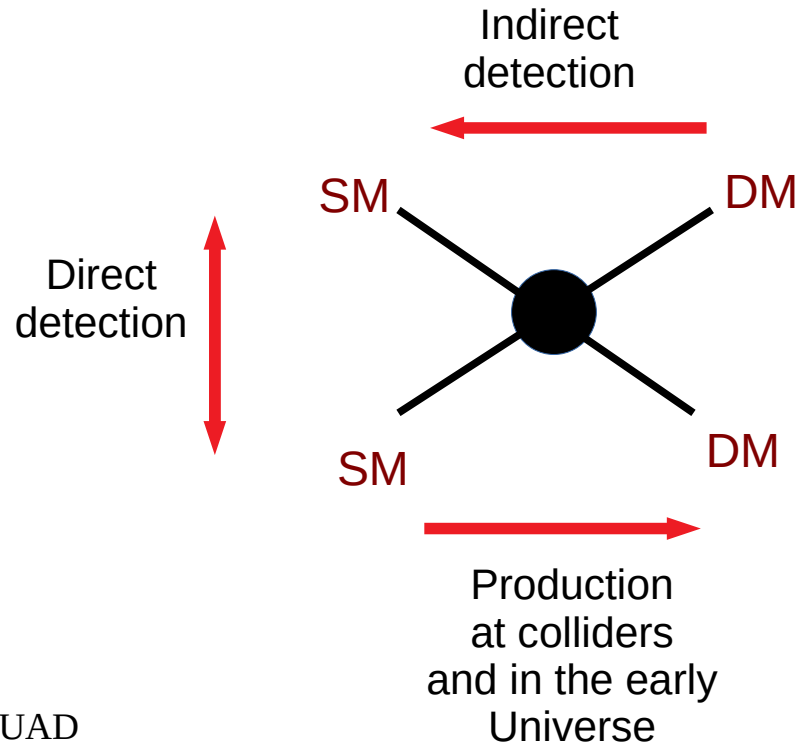 Indirect
detection
SM
DM
Direct
detection
SM
DM
Production
at colliders
and in the early
Universe
UAD